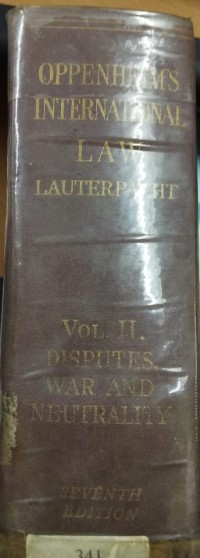 OPPENHEIM'S
INTERNATIONAL
LAW
LAUTERPACHT
VOL. II.
DISPUTES,
WAR AND
NEUTRALITY
SEVENTH
EDITION
341